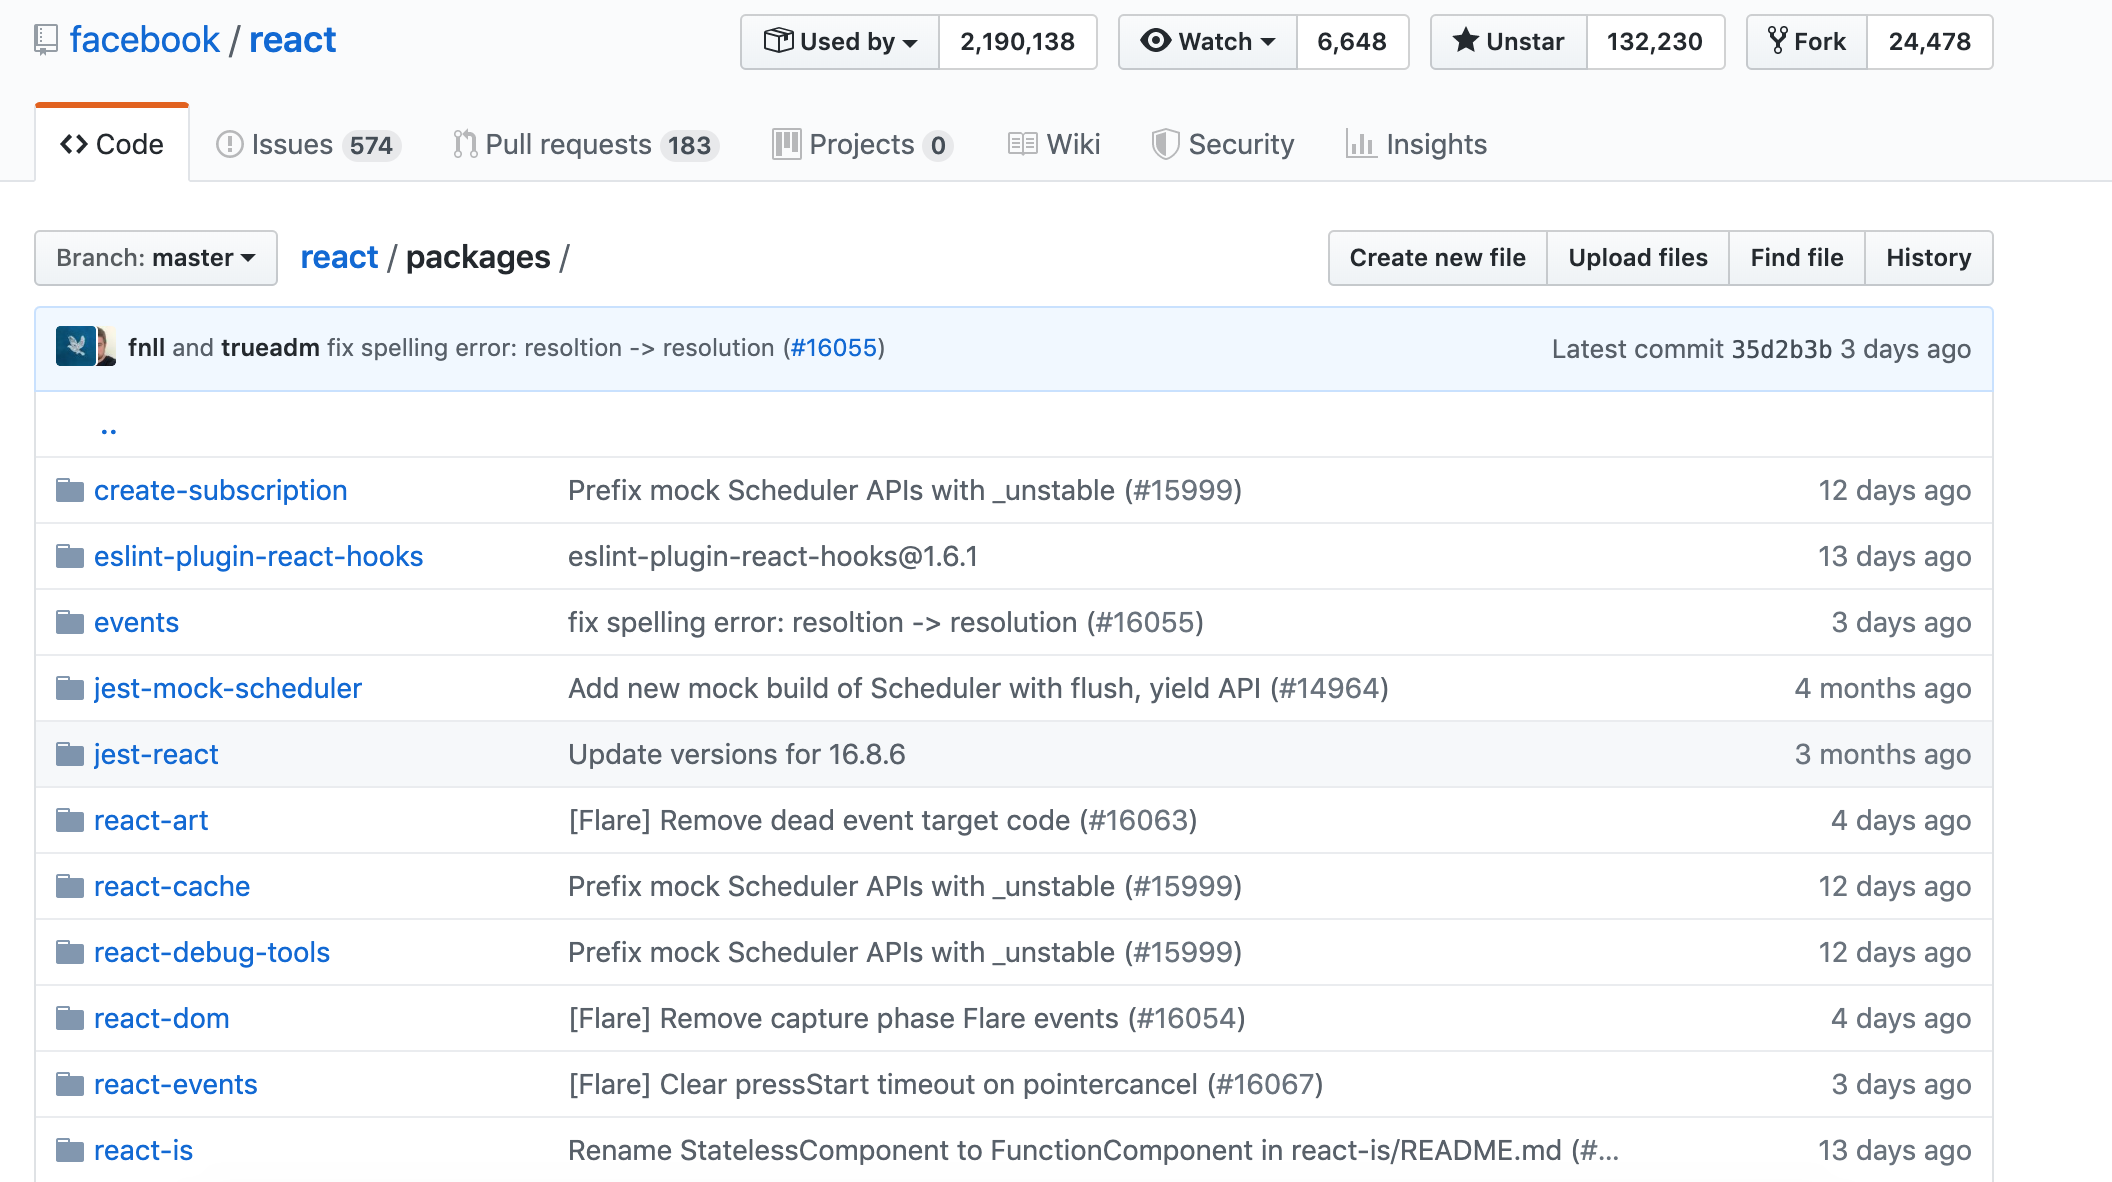 facebook / react
Used by 2,190,138 Watch 6,648 Unstar 132,230 Fork 24,478
Code Issues 574 Pull requests 183 Projects 0 Wiki Security Insights
Branch: master react / packages / Create new file Upload files Find file History
fnll and trueadm fix spelling error: resoltion -> resolution (#16055) Latest commit 35d2b3b 3 days ago
..
create-subscription Prefix mock Scheduler APIs with _unstable (#15999) 12 days ago
eslint-plugin-react-hooks eslint-plugin-react-hooks@1.6.1 13 days ago
events fix spelling error: resoltion -> resolution (#16055) 3 days ago
jest-mock-scheduler Add new mock build of Scheduler with flush, yield API (#14964) 4 months ago
jest-react Update versions for 16.8.6 3 months ago
react-art [Flare] Remove dead event target code (#16063) 4 days ago
react-cache Prefix mock Scheduler APIs with _unstable (#15999) 12 days ago
react-debug-tools Prefix mock Scheduler APIs with _unstable (#15999) 12 days ago
react-dom [Flare] Remove capture phase Flare events (#16054) 4 days ago
react-events [Flare] Clear pressStart timeout on pointercancel (#16067) 3 days ago
react-is Rename StatelessComponent to FunctionComponent in react-is/README.md (#... 13 days ago